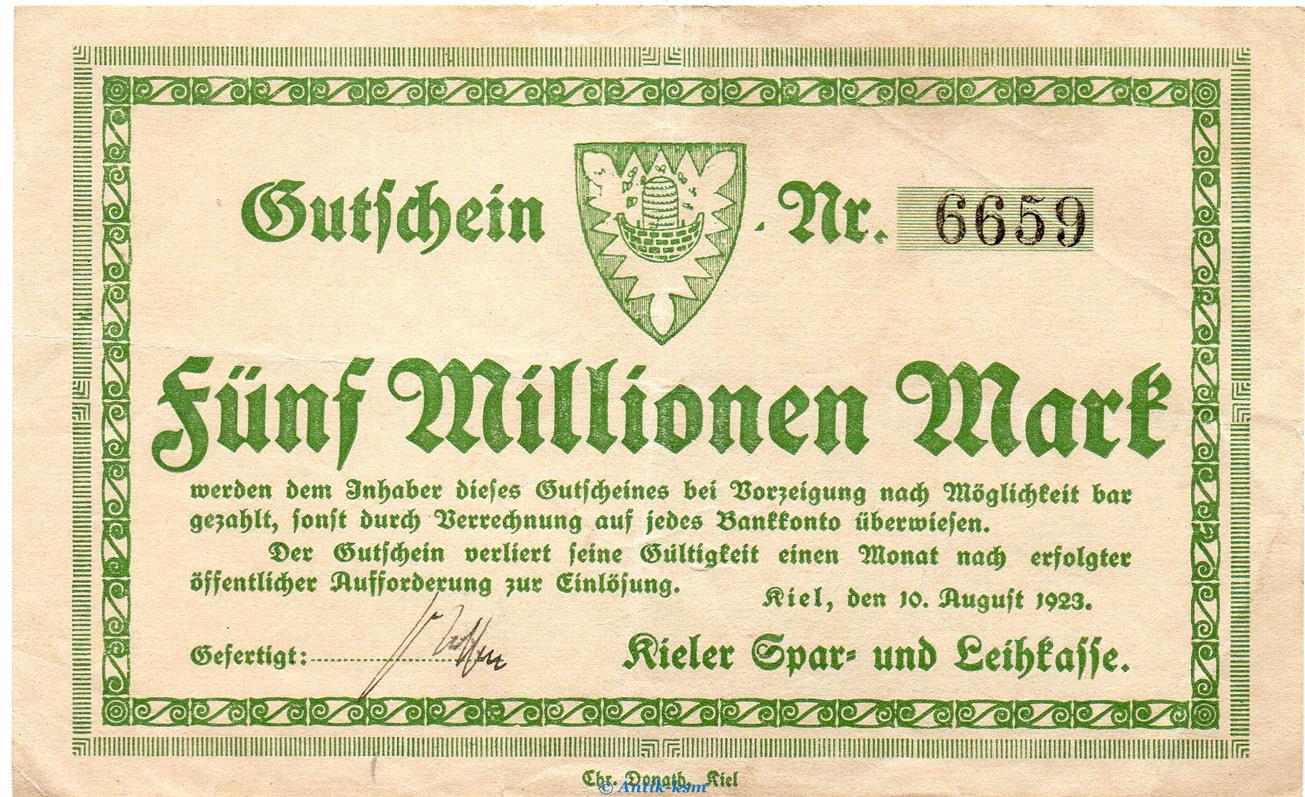 Gutschein Nr. 6659
Fünf Millionen Mark
werden dem Inhaber dieses Gutscheines bei Vorzeigung nach Möglichkeit bar
gezahlt, sonst durch Verrechnung auf jedes Bankkonto überwiesen.
Der Gutschein verliert seine Gültigkeit einen Monat nach erfolgter
öffentlicher Aufforderung zur Einlösung.
Kiel, den 10. August 1923.
Gefertigt:
Kieler Spar- und Leihkasse.
Chr. Donath, Kiel
© Antik-ksm